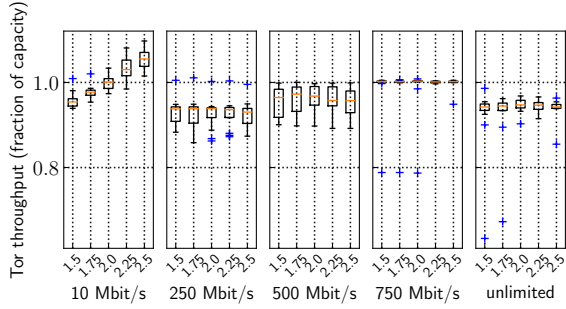 Tor throughput (fraction of capacity)
1.0
0.8
1.5 1.75 2.0 2.25 2.5 1.5 1.75 2.0 2.25 2.5 1.5 1.75 2.0 2.25 2.5 1.5 1.75 2.0 2.25 2.5 1.5 1.75 2.0 2.25 2.5
10 Mbit/s 250 Mbit/s 500 Mbit/s 750 Mbit/s unlimited